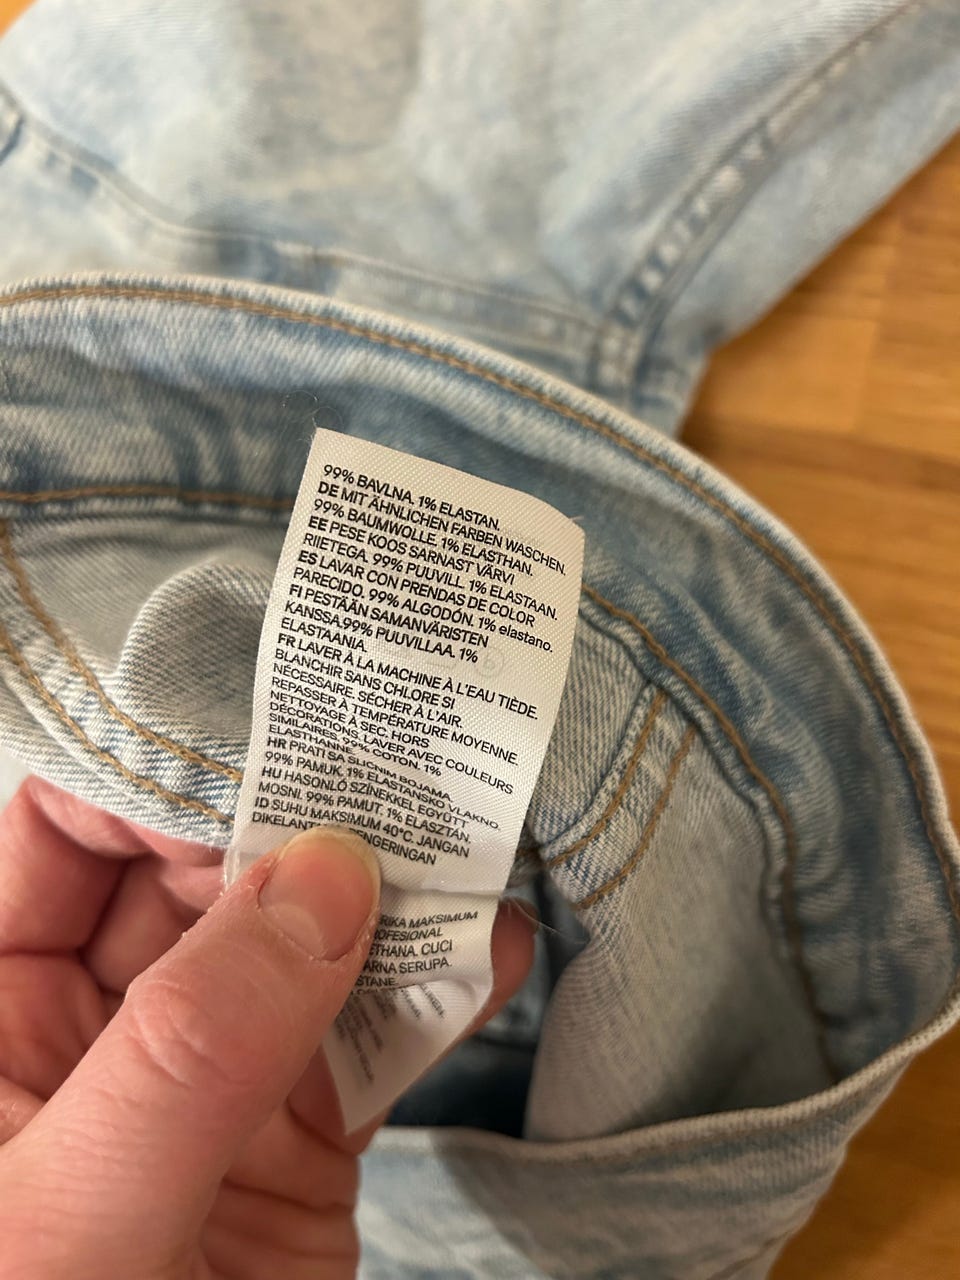 99% BAVLNA. 1% ELASTAN.
DE MIT ÄHNLICHEN FARBEN WASCHEN.
99% BAUMWOLLE. 1% ELASTHAN.
EE PESE KOOS SARNAST VÄRVI
RIIETEGA. 99% PUUVILL. 1% ELASTAAN.
ES LAVAR CON PRENDAS DE COLOR
PARECIDO. 99% ALGODÓN. 1% elastano.
FI PESTÄÄN SAMANVÄRISTEN
KANSSA.99% PUUVILLAA. 1%
ELASTAANIA.
FR LAVER À LA MACHINE À L'EAU TIÈDE.
BLANCHIR SANS CHLORE SI
NÉCESSAIRE. SÉCHER À L'AIR.
REPASSER À TEMPÉRATURE MOYENNE.
NETTOYAGE À SEC. HORS
DÉCORATIONS. LAVER AVEC COULEURS
SIMILAIRES. 99% COTON. 1%
ELASTHANNE.
HR PRATI SA SLICNIM BOJAMA.
99% PAMUK. 1% ELASTANSKO VLAKNO.
HU HASONLÓ SZÍNEKKEL EGYÜTT
MOSNI. 99% PAMUT. 1% ELASZTÁN.
ID SUHU MAKSIMUM 40°C. JANGAN
MAKSIMUM
CUCI
SERUPA.